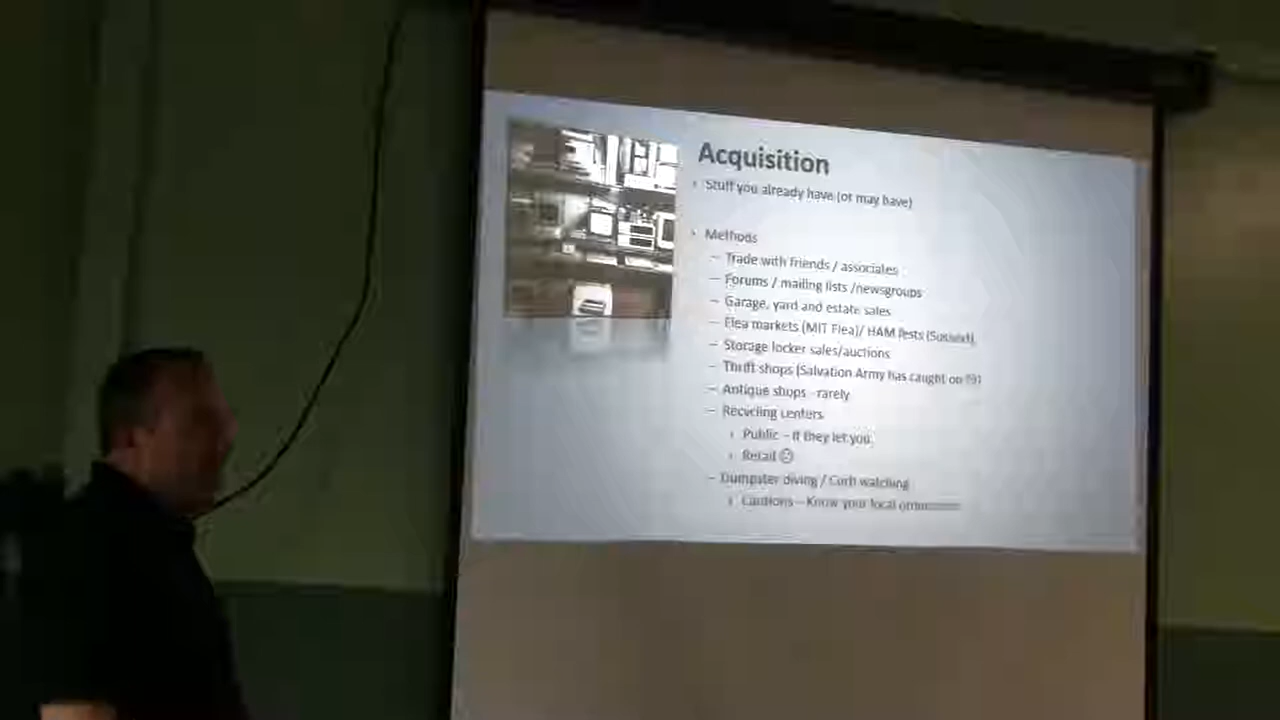 Acquisition
Stuff you already have (or may have)
Methods
– Trade with friends / associates
– Forums / mailing lists /newsgroups
– Garage, yard and estate sales
– Flea markets (MIT Flea)/ HAM fests (Sussex)
– Storage locker sales/auctions
– Thrift shops (Salvation Army has caught on
– Antique shops - rarely
– Recycling centers
Public – if they let you
Retail ☹
– Dumpster diving / Curb watching
Cautions – Know your local